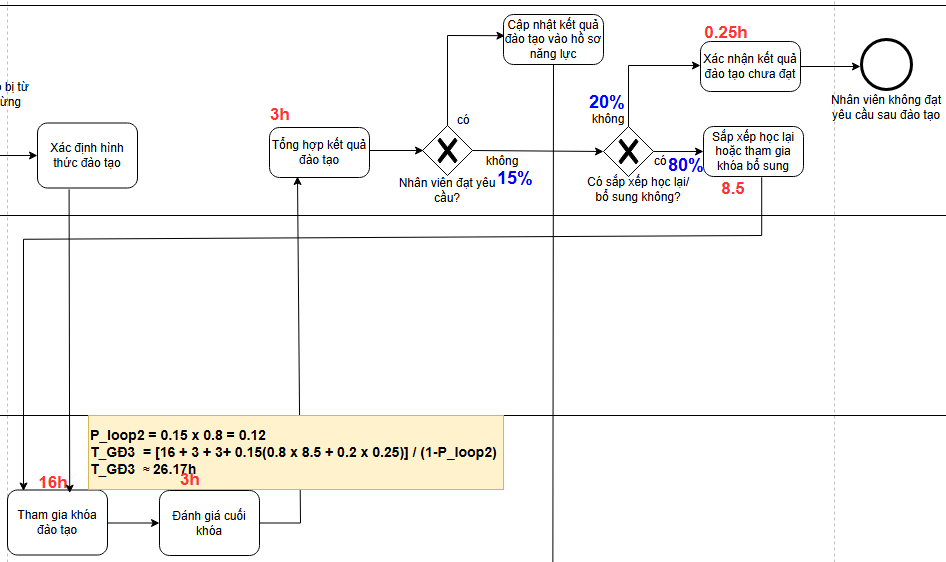 ò bị từ
ừng
Xác định hình
thức đào tạo
3h
Tổng hợp kết quả
đào tạo
có
Nhân viên đạt yêu
cầu?
không
15%
Cập nhật kết quả
đào tạo vào hồ sơ
năng lực
20%
không
có
80%
Có sắp xếp học lại/
bổ sung không?
0.25h
Xác nhận kết quả
đào tạo chưa đạt
Sắp xếp học lại
hoặc tham gia
khóa bổ sung
8.5
Nhân viên không đạt
yêu cầu sau đào tạo
P_loop2 = 0.15 x 0.8 = 0.12
T_GĐ3 = [16 + 3 + 3+ 0.15(0.8 x 8.5 + 0.2 x 0.25)] / (1-P_loop2)
T_GĐ3 ≈ 26.17h
16h
Tham gia khóa
đào tạo
3h
Đánh giá cuối
khóa